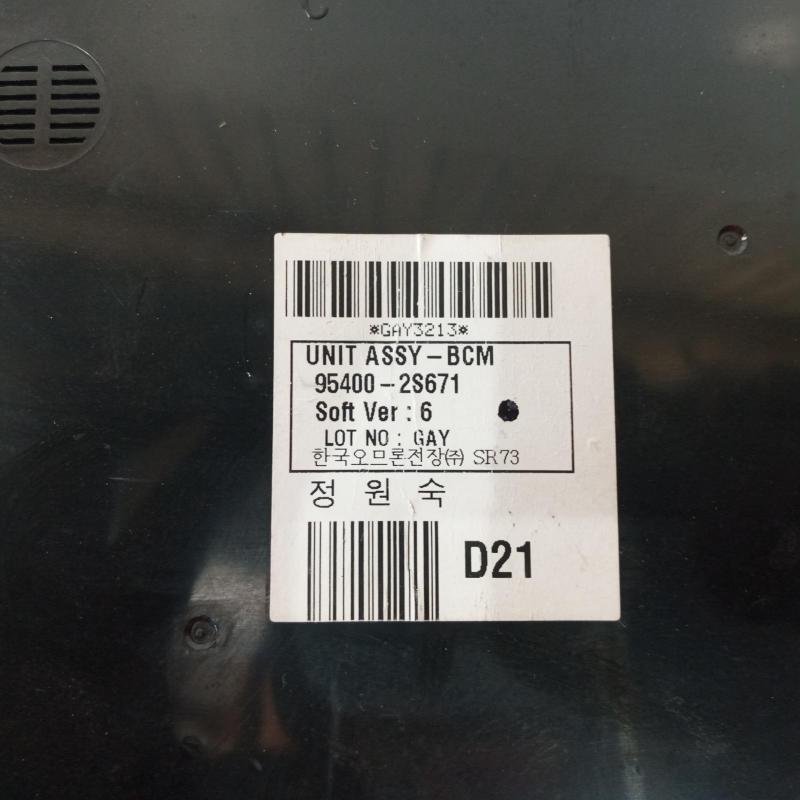 *GAY3213*
UNIT ASSY-BCM
95400-2S671
Soft Ver : 6
LOT NO : GAY
한국오므론전장㈜ SR73
정 원 숙
D21